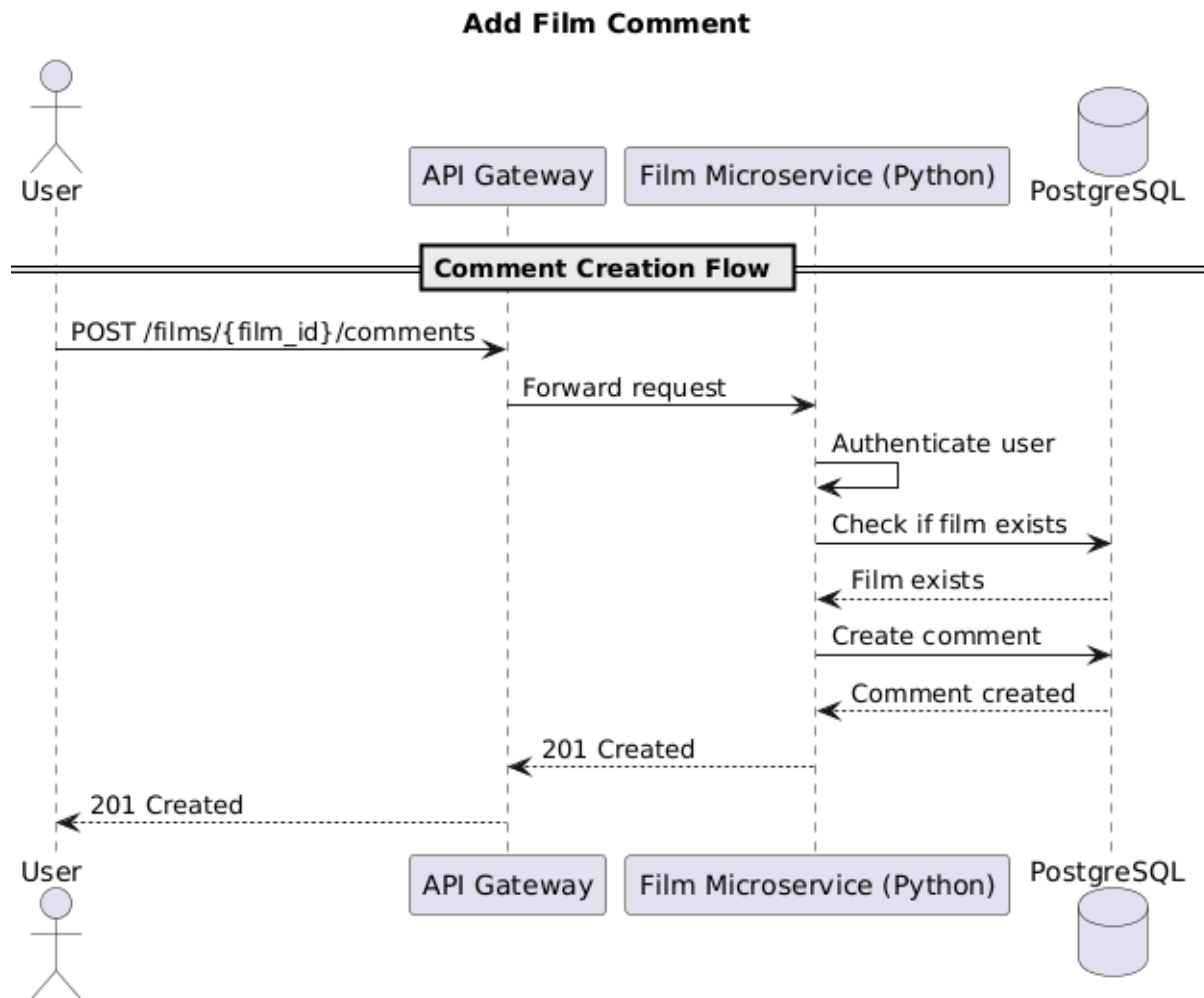 Add Film Comment
User
API Gateway
Film Microservice (Python)
PostgreSQL
Comment Creation Flow
POST /films/{film_id}/comments
Forward request
Authenticate user
Check if film exists
Film exists
Create comment
Comment created
201 Created
201 Created
User
API Gateway
Film Microservice (Python)
PostgreSQL